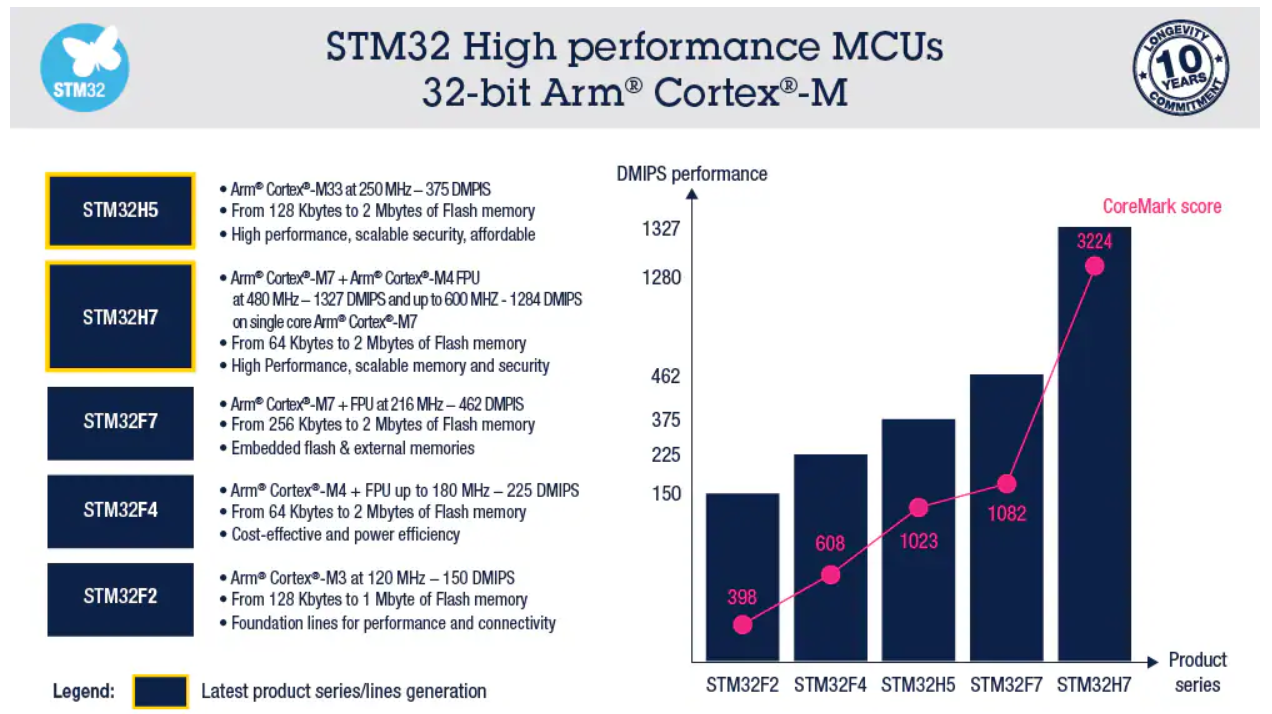 STM32 High performance MCUs
32-bit Arm® Cortex®-M
STM32
LONGEVITY
10
YEARS
COMMITMENT
STM32H5
• Arm® Cortex®-M33 at 250 MHz – 375 DMPIS
• From 128 Kbytes to 2 Mbytes of Flash memory
• High performance, scalable security, affordable
STM32H7
• Arm® Cortex®-M7 + Arm® Cortex®-M4 FPU
at 480 MHz – 1327 DMIPS and up to 600 MHZ - 1284 DMIPS
on single core Arm® Cortex®-M7
• From 64 Kbytes to 2 Mbytes of Flash memory
• High Performance, scalable memory and security
STM32F7
• Arm® Cortex®-M7 + FPU at 216 MHz – 462 DMPIS
• From 256 Kbytes to 2 Mbytes of Flash memory
• Embedded flash & external memories
STM32F4
• Arm® Cortex®-M4 + FPU up to 180 MHz – 225 DMIPS
• From 64 Kbytes to 2 Mbytes of Flash memory
• Cost-effective and power efficiency
STM32F2
• Arm® Cortex®-M3 at 120 MHz – 150 DMIPS
• From 128 Kbytes to 1 Mbyte of Flash memory
• Foundation lines for performance and connectivity
Legend:
Latest product series/lines generation
DMIPS performance
CoreMark score
1327
1280
462
375
225
150
398
608
1023
1082
3224
STM32F2
STM32F4
STM32H5
STM32F7
STM32H7
Product
series